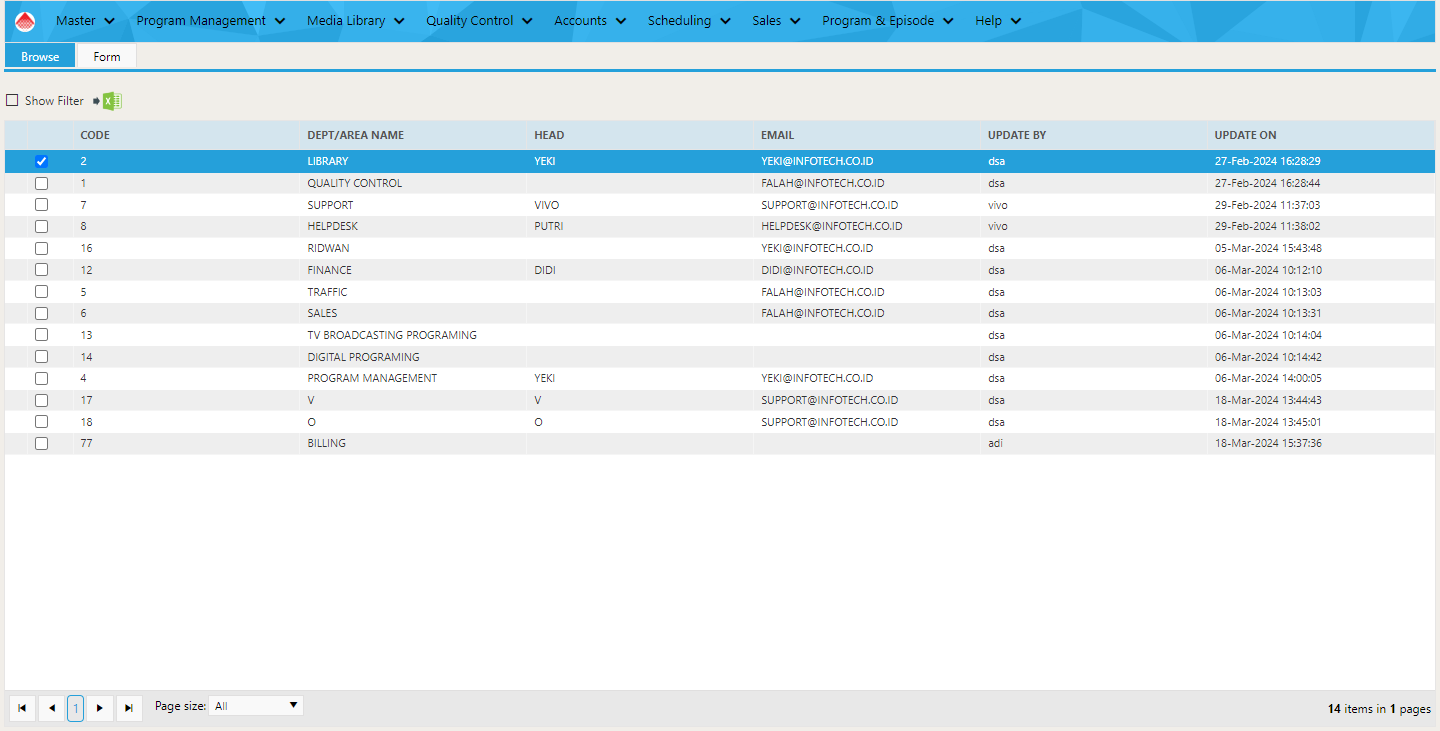 Master Program Management Media Library Quality Control Accounts Scheduling Sales Program & Episode Help
Browse Form
Show Filter
CODE DEPT/AREA NAME HEAD EMAIL UPDATE BY UPDATE ON
2 LIBRARY YEKI YEKI@INFOTECH.CO.ID dsa 27-Feb-2024 16:28:29
1 QUALITY CONTROL FALAH@INFOTECH.CO.ID dsa 27-Feb-2024 16:28:44
7 SUPPORT VIVO SUPPORT@INFOTECH.CO.ID vivo 29-Feb-2024 11:37:03
8 HELPDESK PUTRI HELPDESK@INFOTECH.CO.ID vivo 29-Feb-2024 11:38:02
16 RIDWAN YEKI@INFOTECH.CO.ID dsa 05-Mar-2024 15:43:48
12 FINANCE DIDI DIDI@INFOTECH.CO.ID dsa 06-Mar-2024 10:12:10
5 TRAFFIC FALAH@INFOTECH.CO.ID dsa 06-Mar-2024 10:13:03
6 SALES FALAH@INFOTECH.CO.ID dsa 06-Mar-2024 10:13:31
13 TV BROADCASTING PROGRAMING dsa 06-Mar-2024 10:14:04
14 DIGITAL PROGRAMING dsa 06-Mar-2024 10:14:42
4 PROGRAM MANAGEMENT YEKI YEKI@INFOTECH.CO.ID dsa 06-Mar-2024 14:00:05
17 V V SUPPORT@INFOTECH.CO.ID dsa 18-Mar-2024 13:44:43
18 O O SUPPORT@INFOTECH.CO.ID dsa 18-Mar-2024 13:45:01
77 BILLING adi 18-Mar-2024 15:37:36
1 Page size: All 14 items in 1 pages